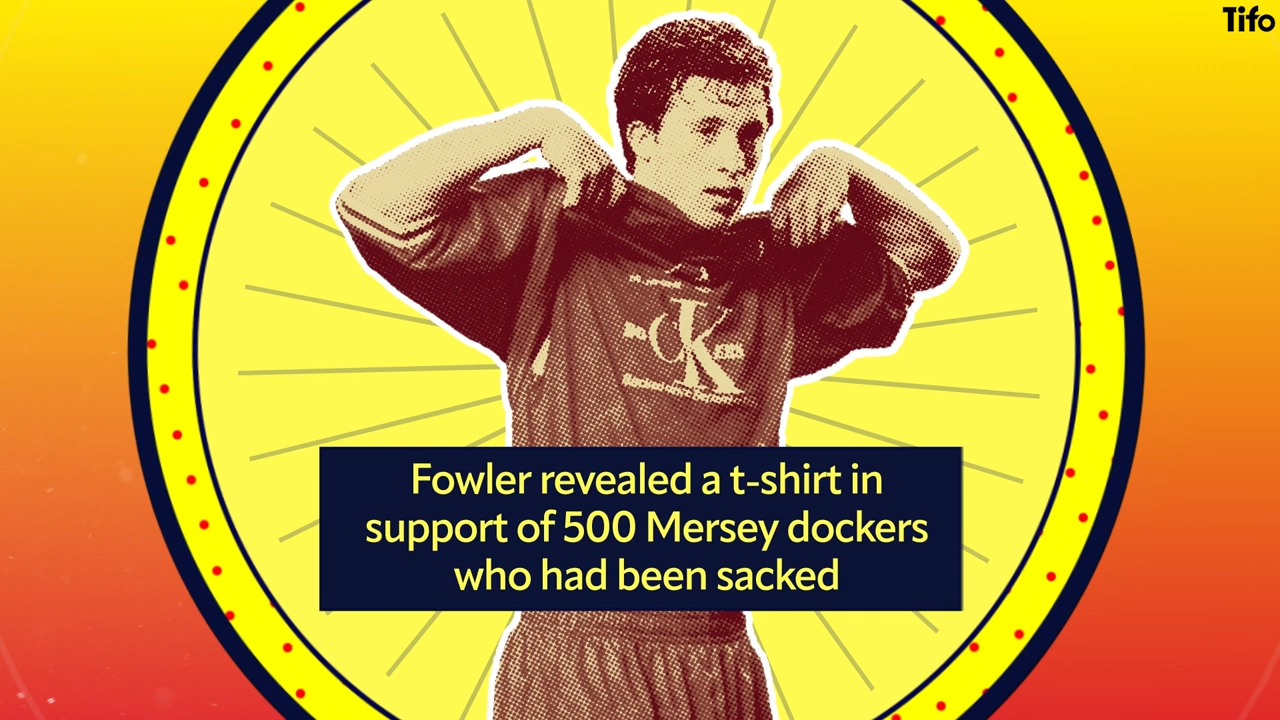 Tifo
CK
Fowler revealed a t-shirt in
support of 500 Mersey dockers
who had been sacked